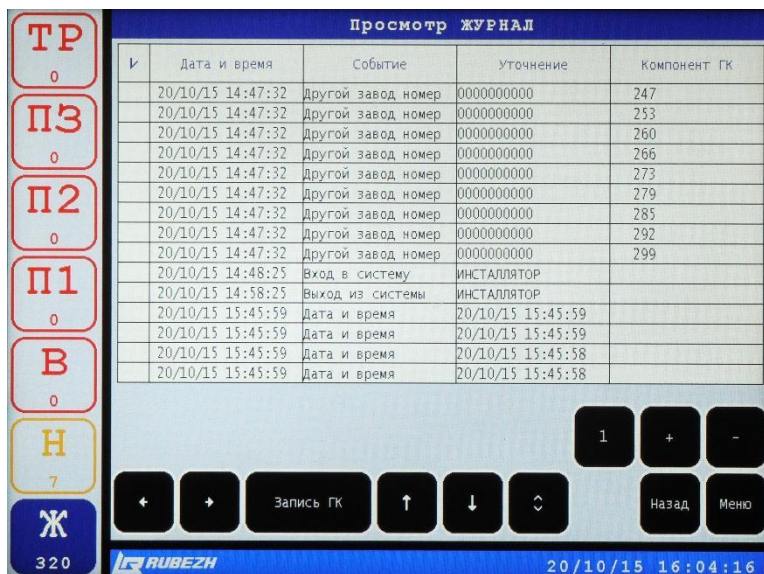 Просмотр ЖУРНАЛ
ТР
0
П3
0
П2
0
П1
0
В
0
Н
7
Ж
320
V Дата и время Событие Уточнение Компонент ГК
20/10/15 14:47:32 Другой завод номер 0000000000 247
20/10/15 14:47:32 Другой завод номер 0000000000 253
20/10/15 14:47:32 Другой завод номер 0000000000 260
20/10/15 14:47:32 Другой завод номер 0000000000 266
20/10/15 14:47:32 Другой завод номер 0000000000 273
20/10/15 14:47:32 Другой завод номер 0000000000 279
20/10/15 14:47:32 Другой завод номер 0000000000 285
20/10/15 14:47:32 Другой завод номер 0000000000 292
20/10/15 14:47:32 Другой завод номер 0000000000 299
20/10/15 14:48:25 Вход в систему ИНСТАЛЛЯТОР
20/10/15 14:58:25 Выход из системы ИНСТАЛЛЯТОР
20/10/15 15:45:59 Дата и время 20/10/15 15:45:59
20/10/15 15:45:59 Дата и время 20/10/15 15:45:59
20/10/15 15:45:59 Дата и время 20/10/15 15:45:58
20/10/15 15:45:59 Дата и время 20/10/15 15:45:58
1 + -
Запись ГК Назад Меню
RUBEZH 20/10/15 16:04:16